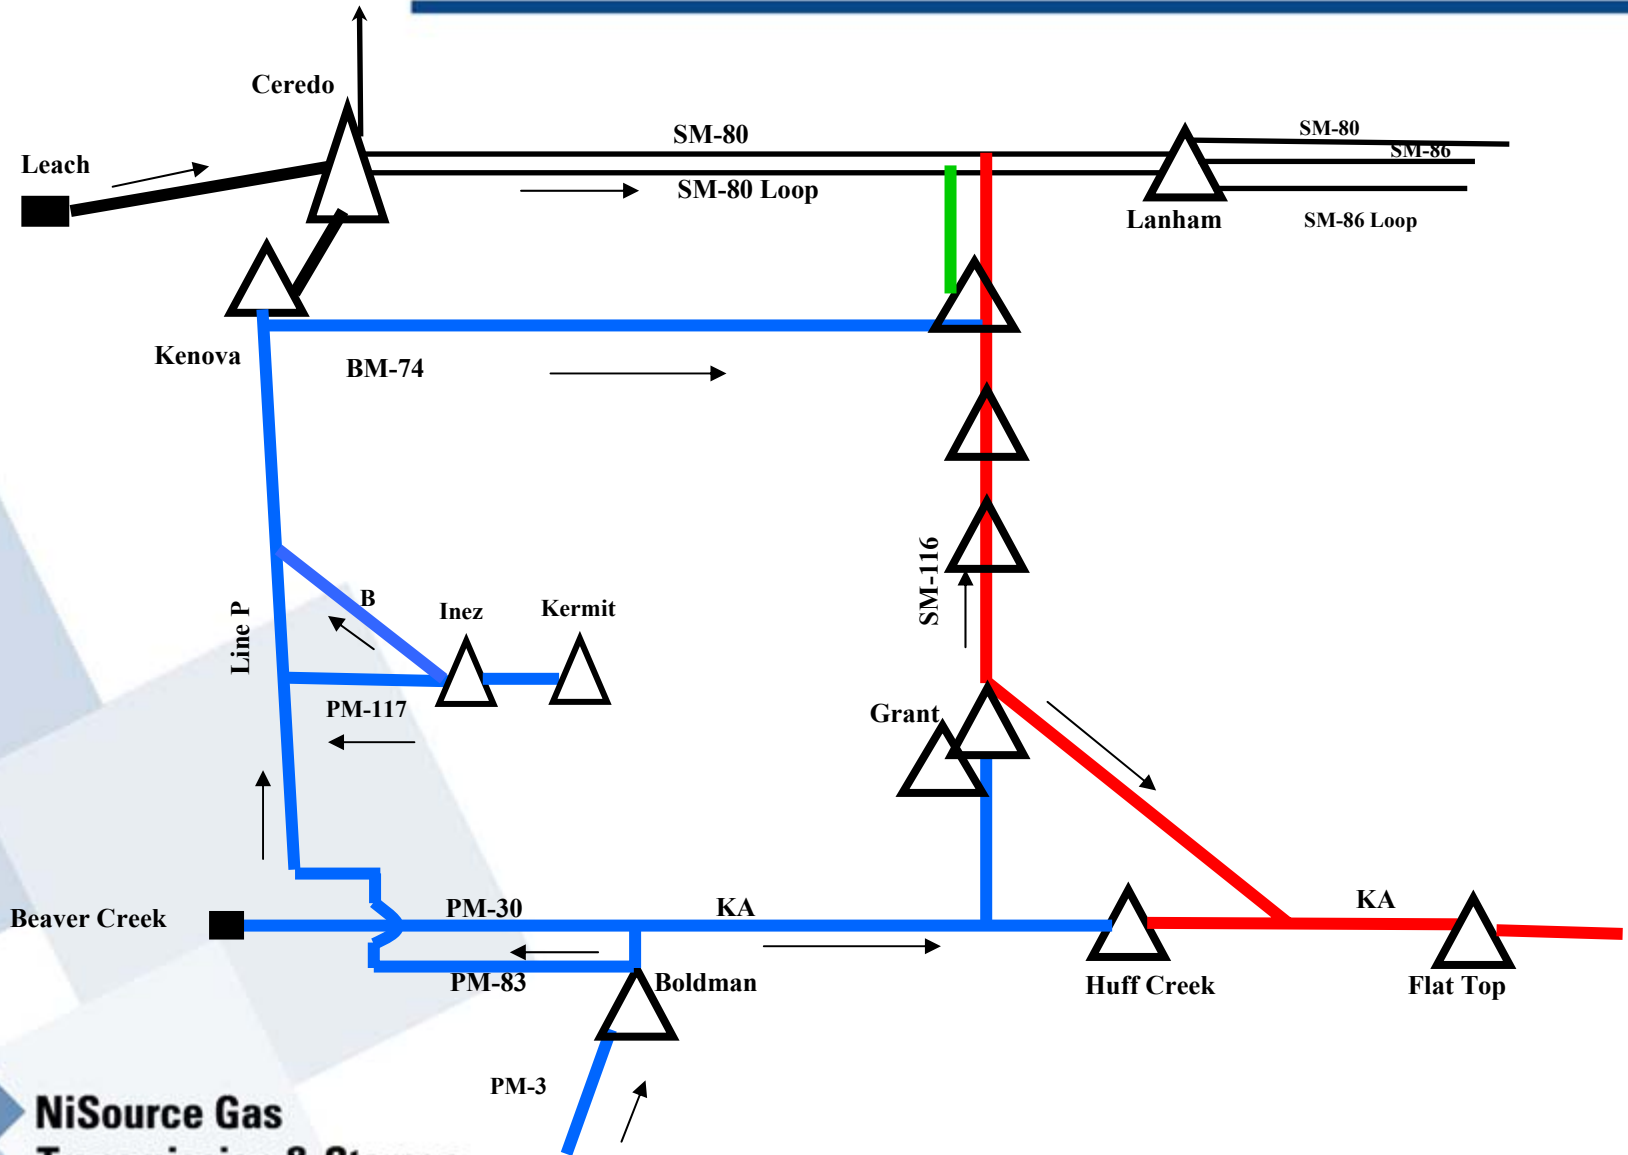 Ceredo
Leach
SM-80
SM-80 Loop
SM-80
SM-86
SM-86 Loop
Lanham
Kenova
BM-74
SM-116
Line P
B
Inez
Kermit
PM-117
Grant
Beaver Creek
PM-30
KA
KA
PM-83
Boldman
Huff Creek
Flat Top
PM-3
NiSource Gas